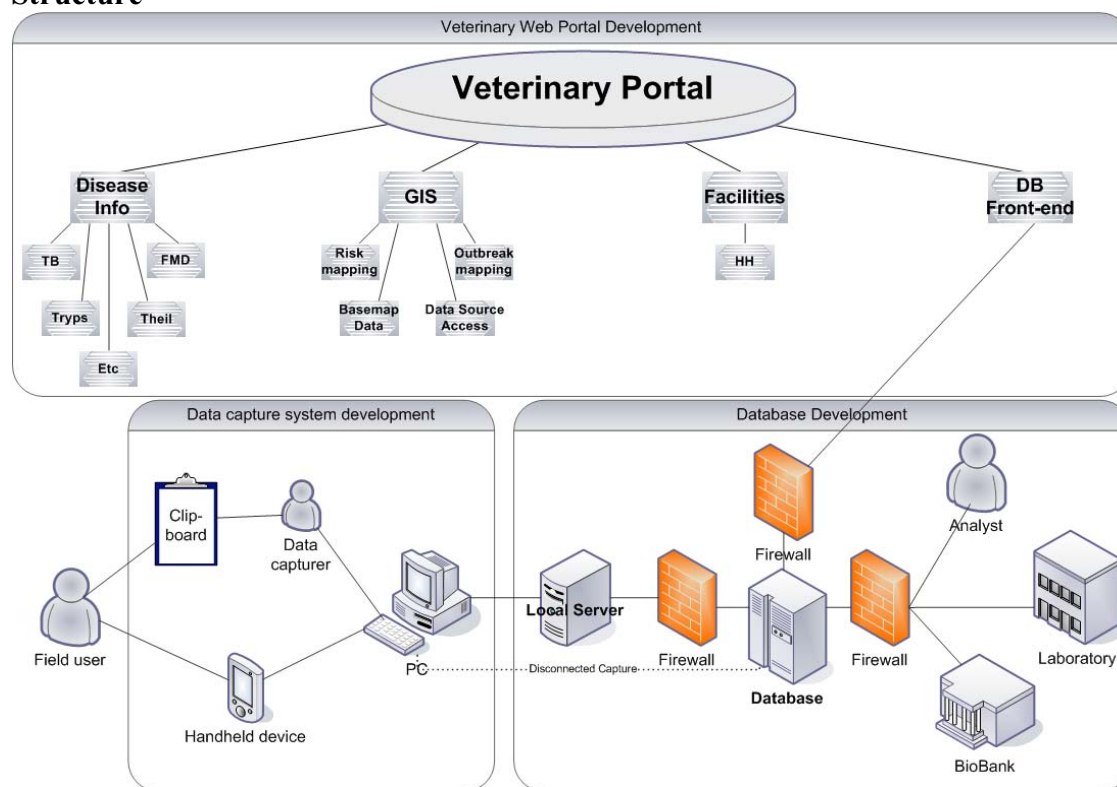 Structure
Veterinary Web Portal Development
Veterinary Portal
Disease
Info
GIS
Facilities
DB
Front-end
TB
FMD
Tryps
Theil
Etc
Risk
mapping
Outbreak
mapping
Basemap
Data
Data Source
Access
HH
Data capture system development
Clip-
board
Data
capturer
Field user
PC
Handheld device
Database Development
Firewall
Analyst
Local Server
Firewall
Firewall
Laboratory
Disconnected Capture
Database
BioBank